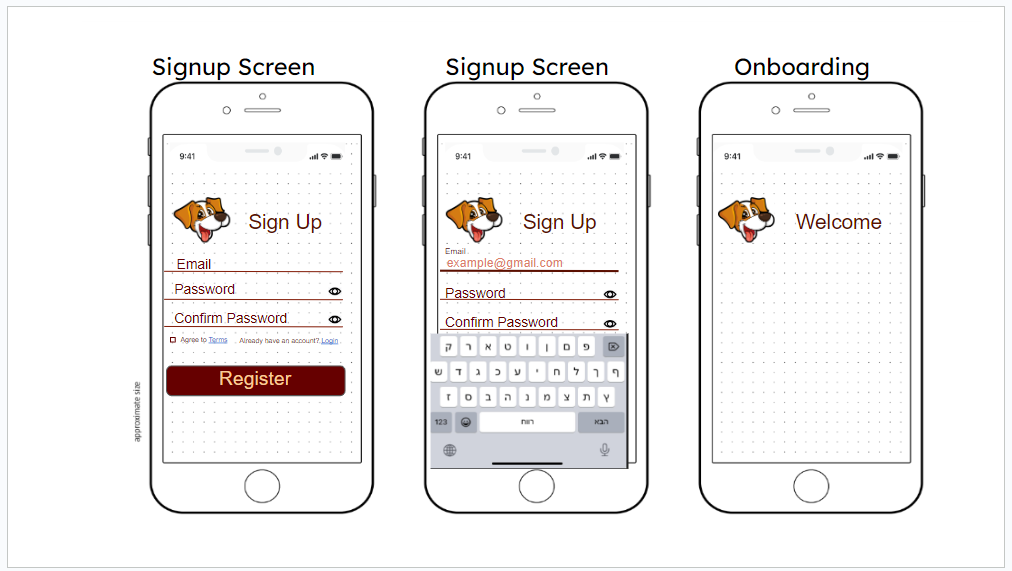 Signup Screen
9:41
Sign Up
Email
Password
Confirm Password
Agree to Terms
Already have an account? Login
Register
approximate size
Signup Screen
9:41
Sign Up
Email
example@gmail.com
Password
Confirm Password
ק ר א ט ו ן ם פ
ש ד ג כ ע י ח ל ך ף
ז ס ב ה נ מ צ ת ץ
123 רווח הבא
Onboarding
9:41
Welcome